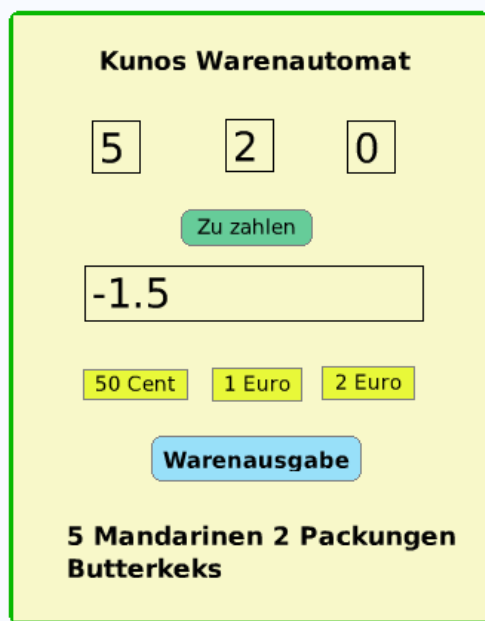 Kunos Warenautomat
5 2 0
Zu zahlen
-1.5
50 Cent 1 Euro 2 Euro
Warenausgabe
5 Mandarinen 2 Packungen
Butterkeks